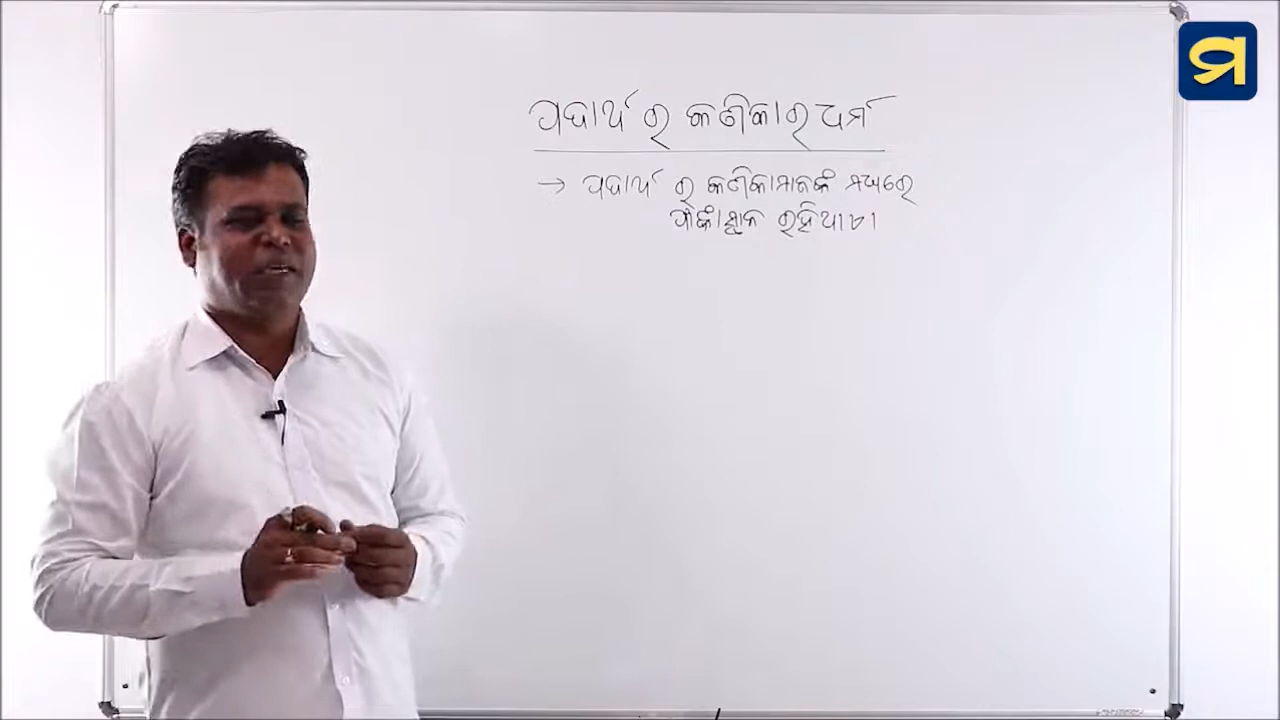 ପଦାର୍ଥ ର କଣିକାର ଧର୍ମ
→ ପଦାର୍ଥ ର କଣିକାମାନଙ୍କ ମଧ୍ୟରେ
ଫାଙ୍କା ସ୍ଥାନ ରହିଥାଏ।
ମ